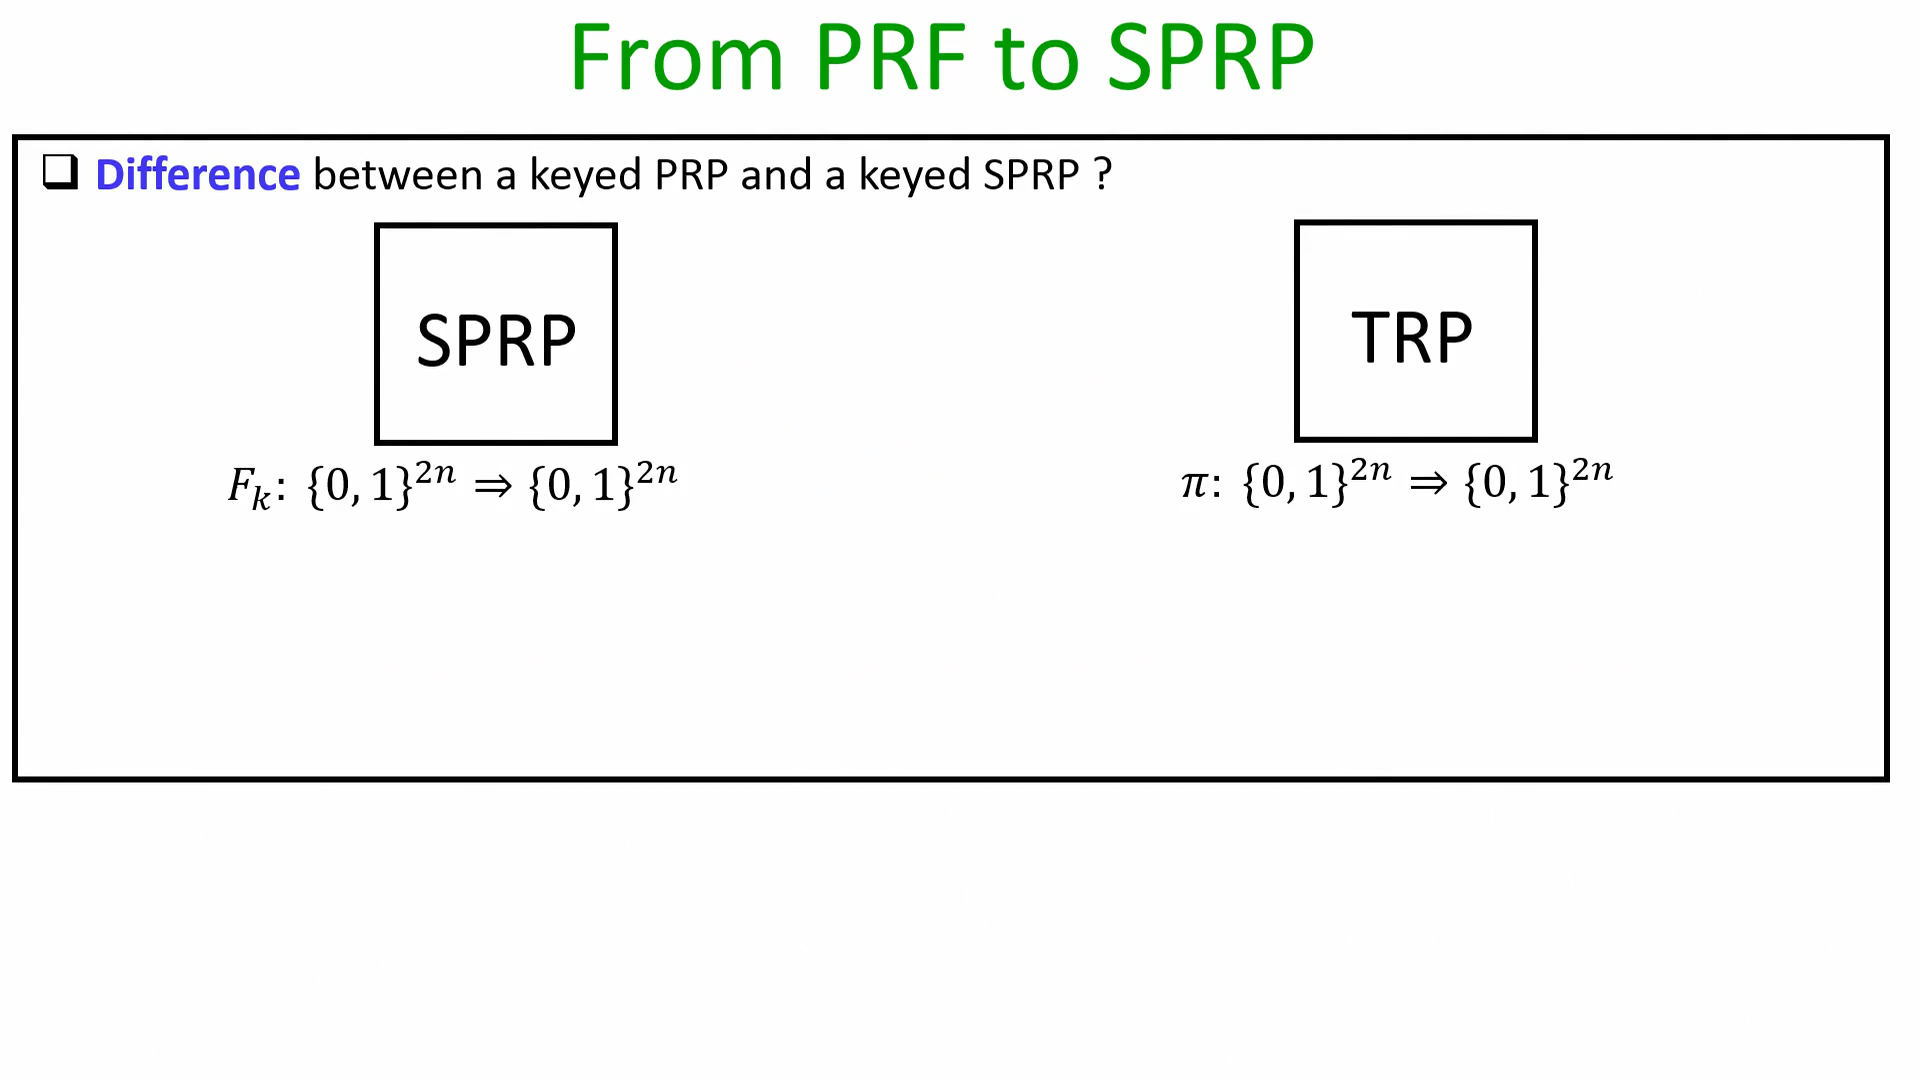 From PRF to SPRP
❑ Difference between a keyed PRP and a keyed SPRP ?
SPRP
TRP
𝐹ₖ: {0, 1}²ⁿ ⇒ {0, 1}²ⁿ
𝜋: {0, 1}²ⁿ ⇒ {0, 1}²ⁿ